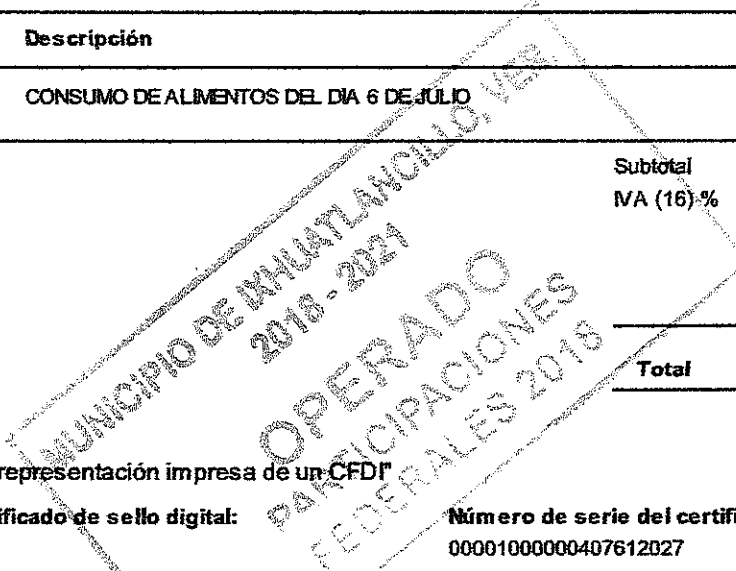 Descripción
CONSUMO DE ALIMENTOS DEL DIA 6 DE JULIO
Subtotal
IVA (16) %
Total
MUNICIPIO DE IXHUATLANCILLO, VER.
2018 - 2021
OPERADO
PARTICIPACIONES
FEDERALES 2018
representación impresa de un CFDI"
ificado de sello digital:
Número de serie del certifi
00001000000407612027